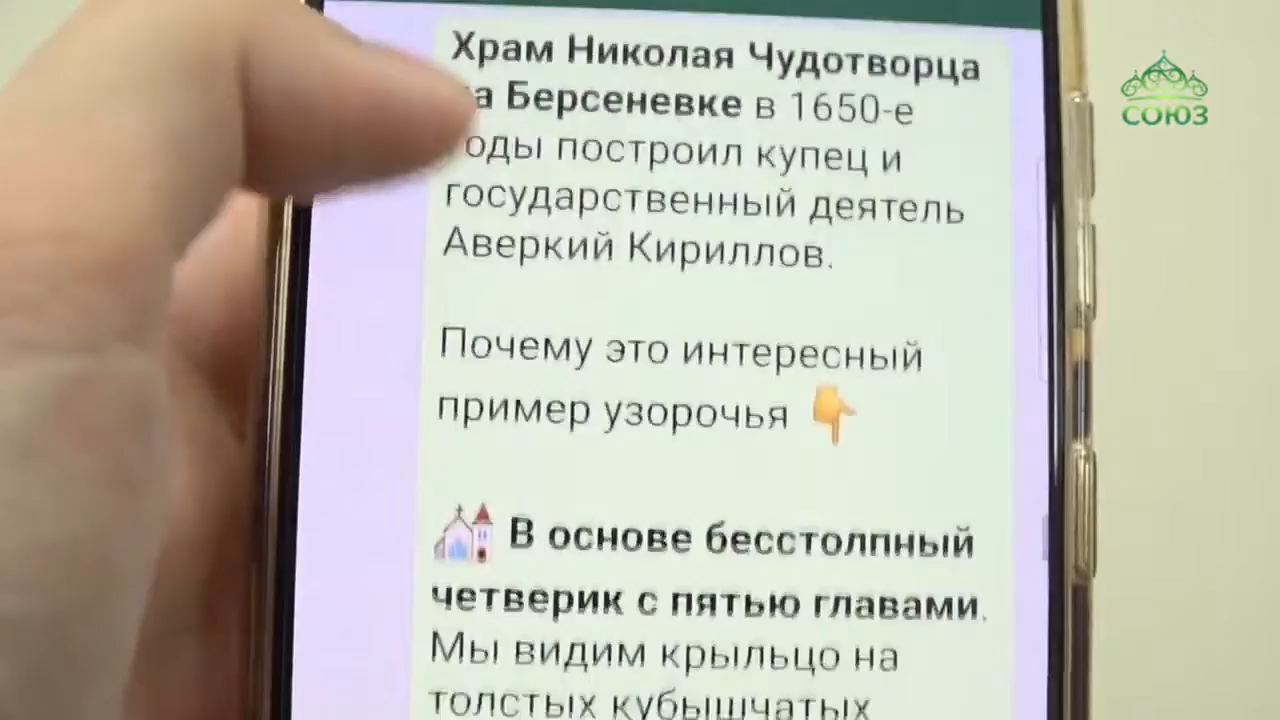 Храм Николая Чудотворца
а Берсеневке в 1650-е
оды построил купец и
государственный деятель
Аверкий Кириллов.
Почему это интересный
пример узорочья 👇
⛪ В основе бесстолпный
четверик с пятью главами.
Мы видим крыльцо на
толстых кубышчатых
СОЮЗ